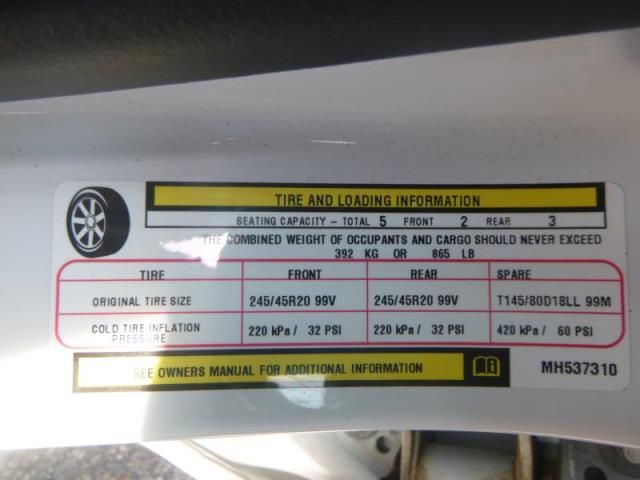 TIRE AND LOADING INFORMATION
SEATING CAPACITY - TOTAL 5 FRONT 2 REAR 3
THE COMBINED WEIGHT OF OCCUPANTS AND CARGO SHOULD NEVER EXCEED
392 KG OR 865 LB
TIRE FRONT REAR SPARE
ORIGINAL TIRE SIZE 245/45R20 99V 245/45R20 99V T145/80D18LL 99M
COLD TIRE INFLATION
PRESSURE 220 kPa / 32 PSI 220 kPa / 32 PSI 420 kPa / 60 PSI
SEE OWNERS MANUAL FOR ADDITIONAL INFORMATION MH537310